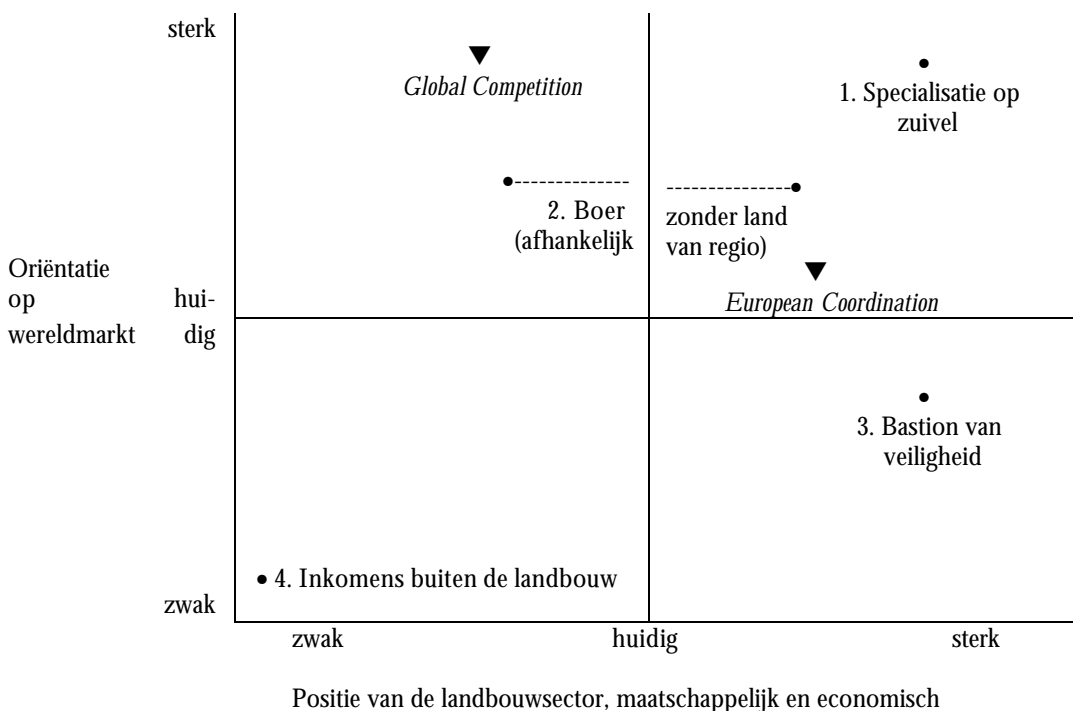 sterk
Global Competition
1. Specialisatie op
zuivel
2. Boer
(afhankelijk
zonder land
van regio)
Oriëntatie
op hui-
wereldmarkt dig
European Coordination
3. Bastion van
veiligheid
4. Inkomens buiten de landbouw
zwak
zwak huidig sterk
Positie van de landbouwsector, maatschappelijk en economisch